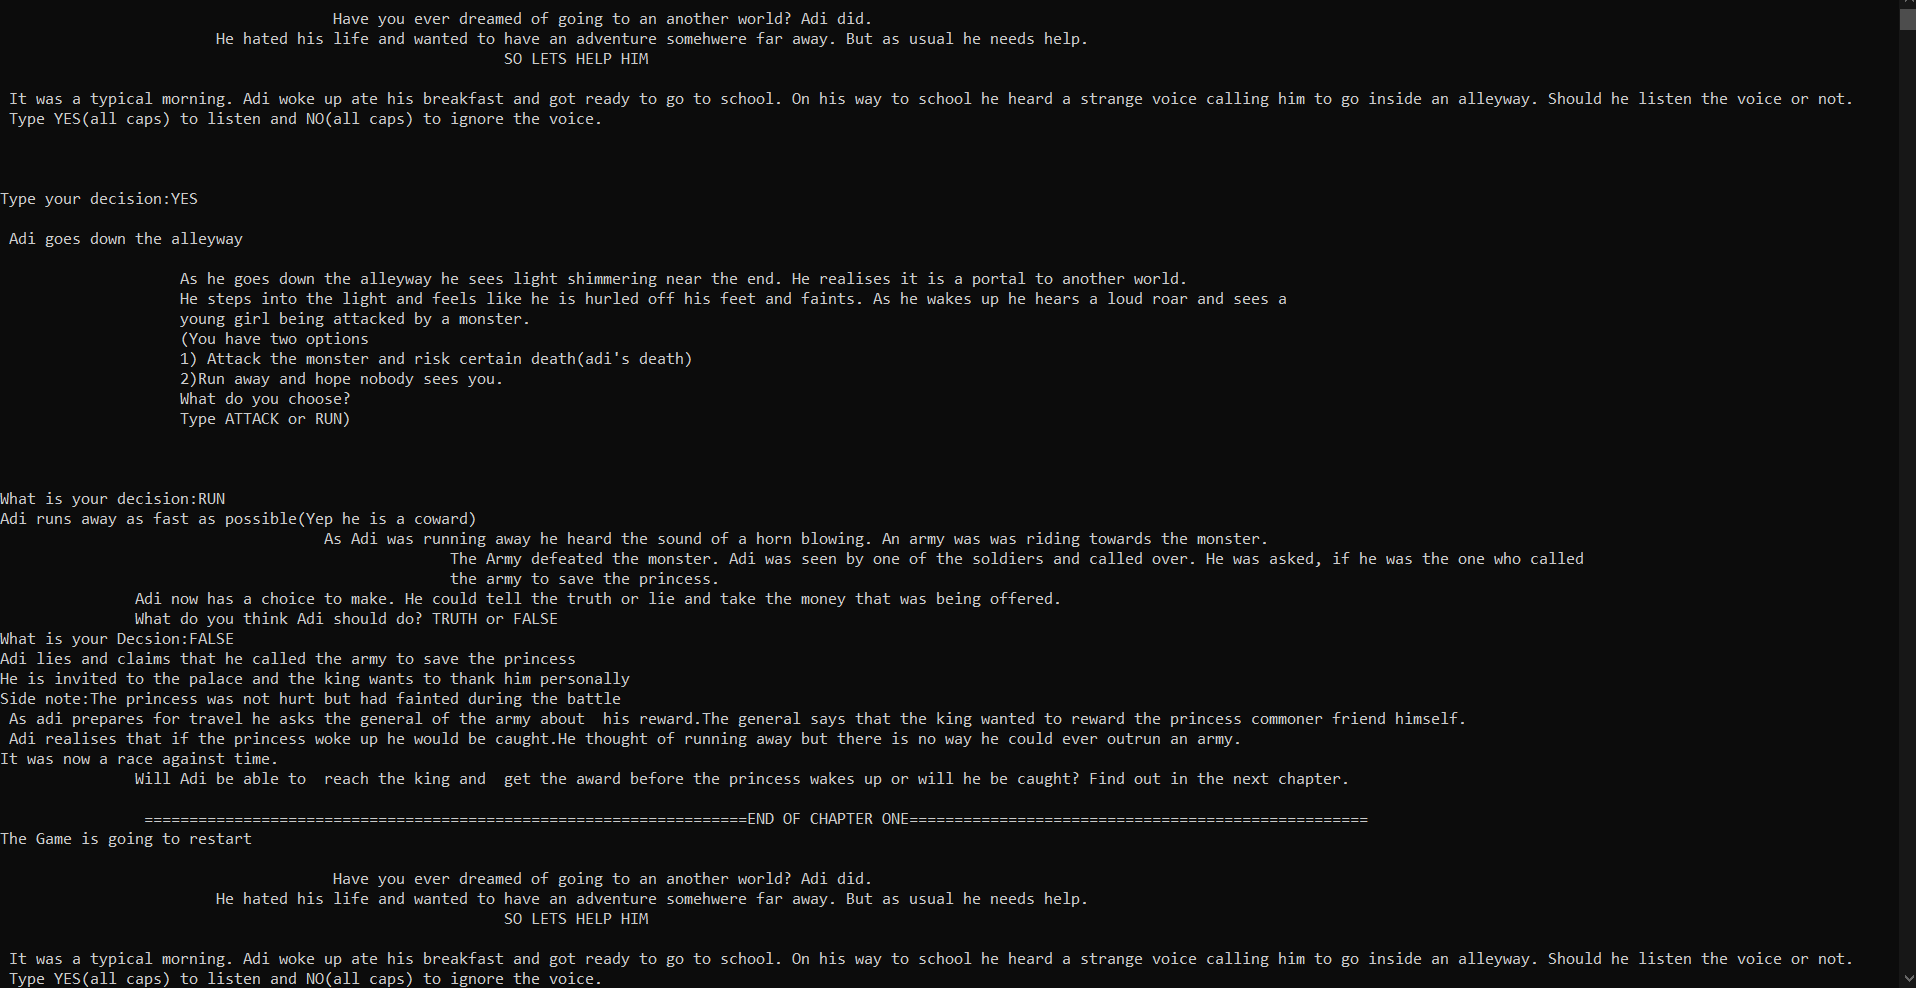 Have you ever dreamed of going to an another world? Adi did.
He hated his life and wanted to have an adventure somehwere far away. But as usual he needs help.
SO LETS HELP HIM
It was a typical morning. Adi woke up ate his breakfast and got ready to go to school. On his way to school he heard a strange voice calling him to go inside an alleyway. Should he listen the voice or not.
Type YES(all caps) to listen and NO(all caps) to ignore the voice.
Type your decision:YES
Adi goes down the alleyway
As he goes down the alleyway he sees light shimmering near the end. He realises it is a portal to another world.
He steps into the light and feels like he is hurled off his feet and faints. As he wakes up he hears a loud roar and sees a
young girl being attacked by a monster.
(You have two options
1) Attack the monster and risk certain death(adi's death)
2)Run away and hope nobody sees you.
What do you choose?
Type ATTACK or RUN)
What is your decision:RUN
Adi runs away as fast as possible(Yep he is a coward)
As Adi was running away he heard the sound of a horn blowing. An army was was riding towards the monster.
The Army defeated the monster. Adi was seen by one of the soldiers and called over. He was asked, if he was the one who called
the army to save the princess.
Adi now has a choice to make. He could tell the truth or lie and take the money that was being offered.
What do you think Adi should do? TRUTH or FALSE
What is your Decsion:FALSE
Adi lies and claims that he called the army to save the princess
He is invited to the palace and the king wants to thank him personally
Side note:The princess was not hurt but had fainted during the battle
As adi prepares for travel he asks the general of the army about  his reward.The general says that the king wanted to reward the princess commoner friend himself.
Adi realises that if the princess woke up he would be caught.He thought of running away but there is no way he could ever outrun an army.
It was now a race against time.
Will Adi be able to  reach the king and  get the award before the princess wakes up or will he be caught? Find out in the next chapter.
===================================================================END OF CHAPTER ONE===================================================
The Game is going to restart
Have you ever dreamed of going to an another world? Adi did.
He hated his life and wanted to have an adventure somehwere far away. But as usual he needs help.
SO LETS HELP HIM
It was a typical morning. Adi woke up ate his breakfast and got ready to go to school. On his way to school he heard a strange voice calling him to go inside an alleyway. Should he listen the voice or not.
Type YES(all caps) to listen and NO(all caps) to ignore the voice.